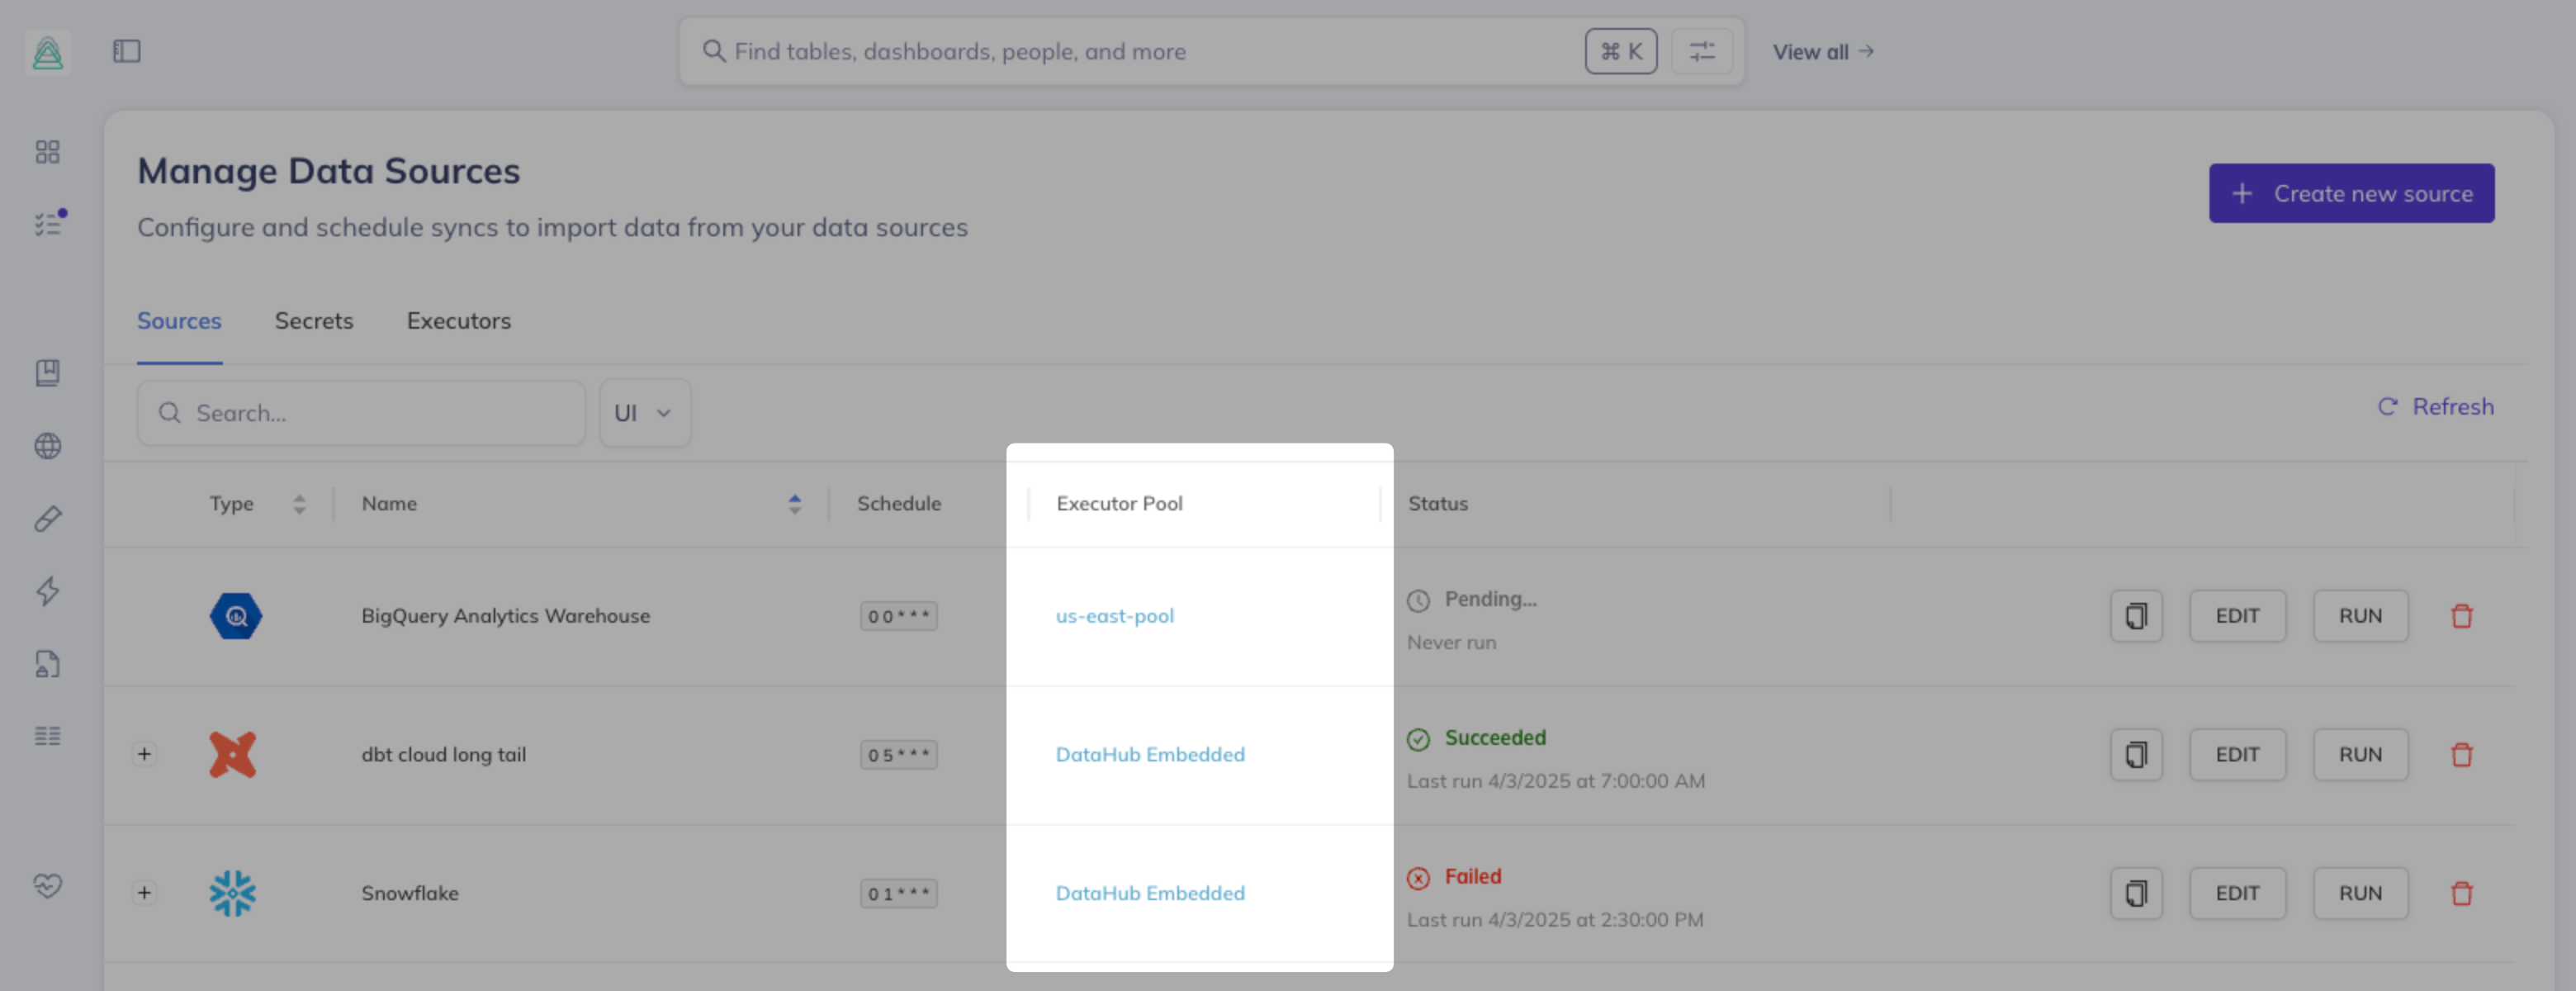 Find tables, dashboards, people, and more ⌘ K View all →
Manage Data Sources
Configure and schedule syncs to import data from your data sources
+ Create new source
Sources Secrets Executors
Search... UI Refresh
Type Name Schedule Executor Pool Status
BigQuery Analytics Warehouse 0 0 * * * us-east-pool Pending... EDIT RUN
Never run
+ dbt cloud long tail 0 5 * * * DataHub Embedded Succeeded EDIT RUN
Last run 4/3/2025 at 7:00:00 AM
+ Snowflake 0 1 * * * DataHub Embedded Failed EDIT RUN
Last run 4/3/2025 at 2:30:00 PM